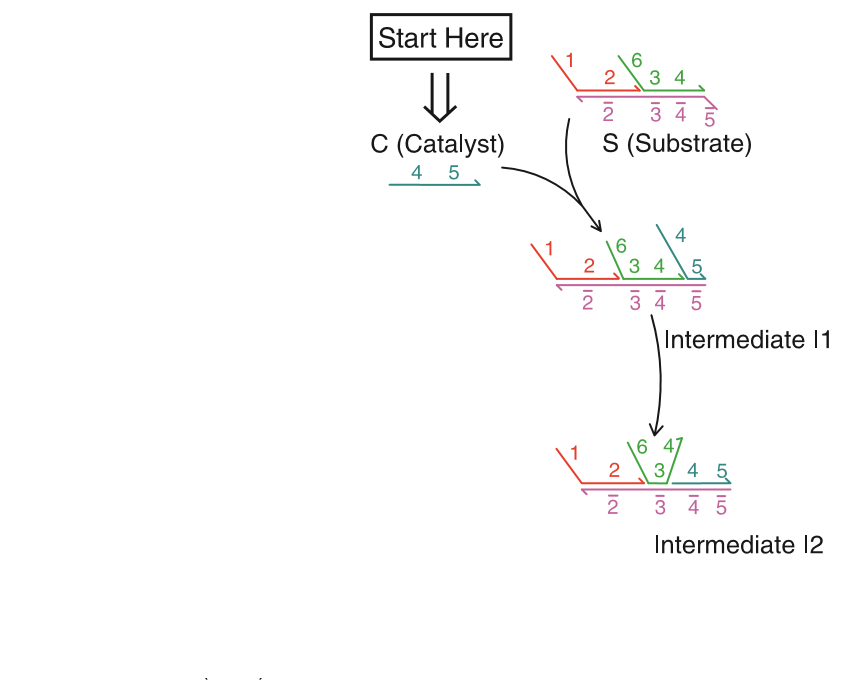 Start Here
1
6
2
3 4
2̅ 3̅ 4̅ 5̅
C (Catalyst)
S (Substrate)
4 5
1
6
4
2 3 4 5
2̅ 3̅ 4̅ 5̅
Intermediate I1
1
6 4
2 3 4 5
2̅ 3̅ 4̅ 5̅
Intermediate I2